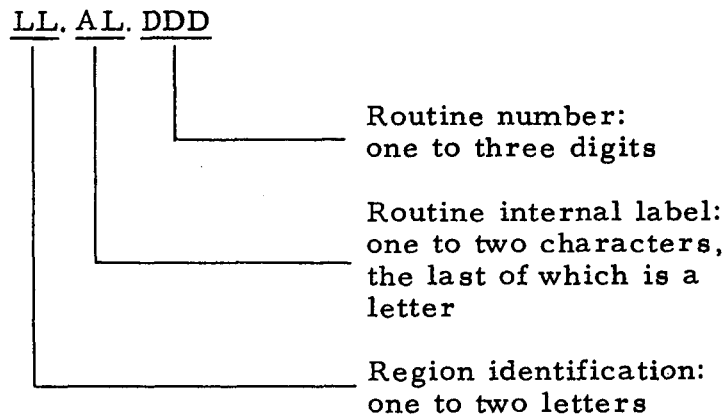 LL. AL. DDD
Routine number:
one to three digits
Routine internal label:
one to two characters,
the last of which is a
letter
Region identification:
one to two letters